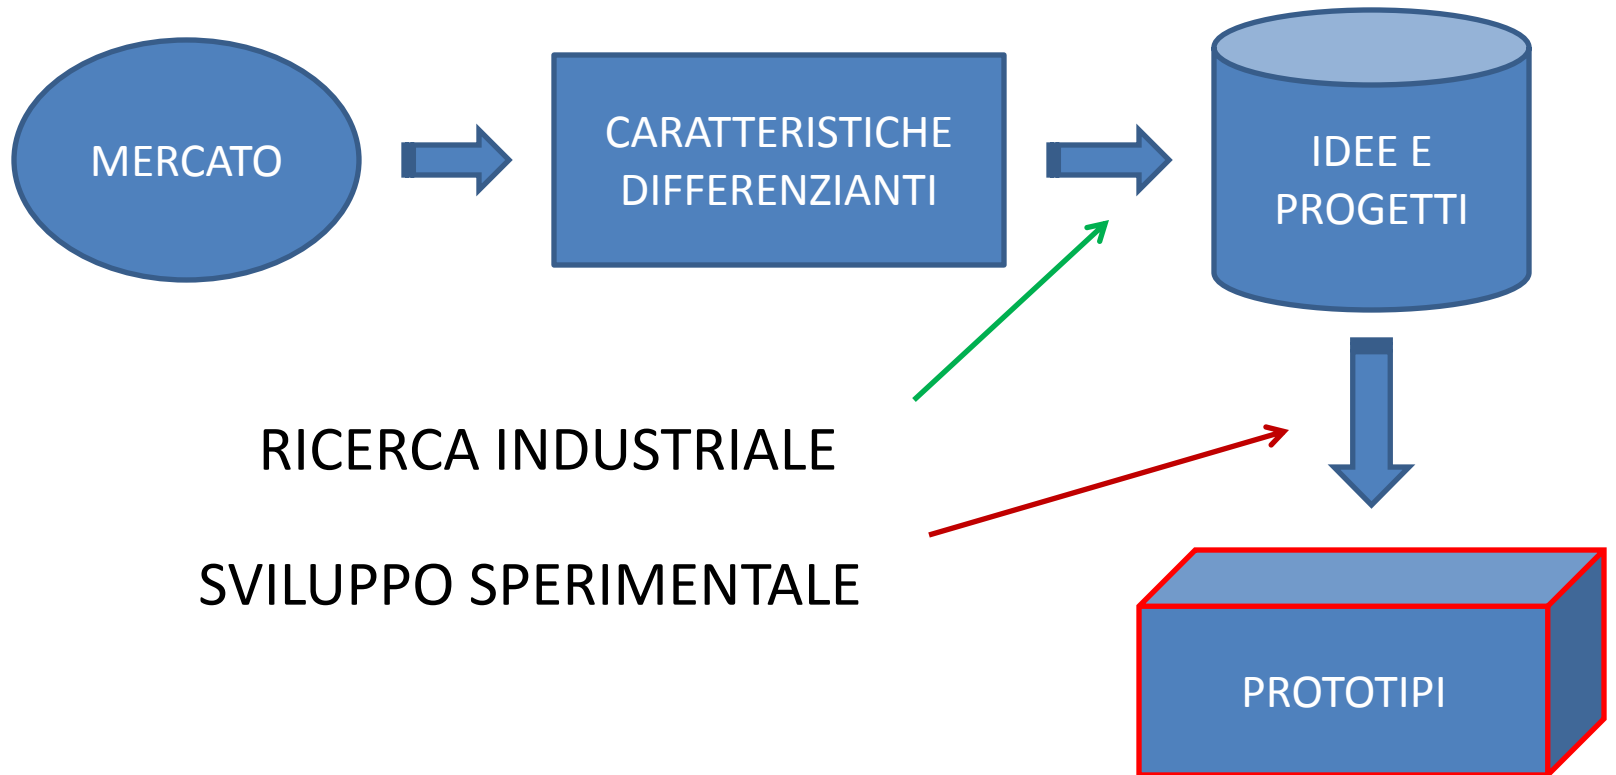 MERCATO
CARATTERISTICHE
DIFFERENZIANTI
IDEE E
PROGETTI
RICERCA INDUSTRIALE
SVILUPPO SPERIMENTALE
PROTOTIPI